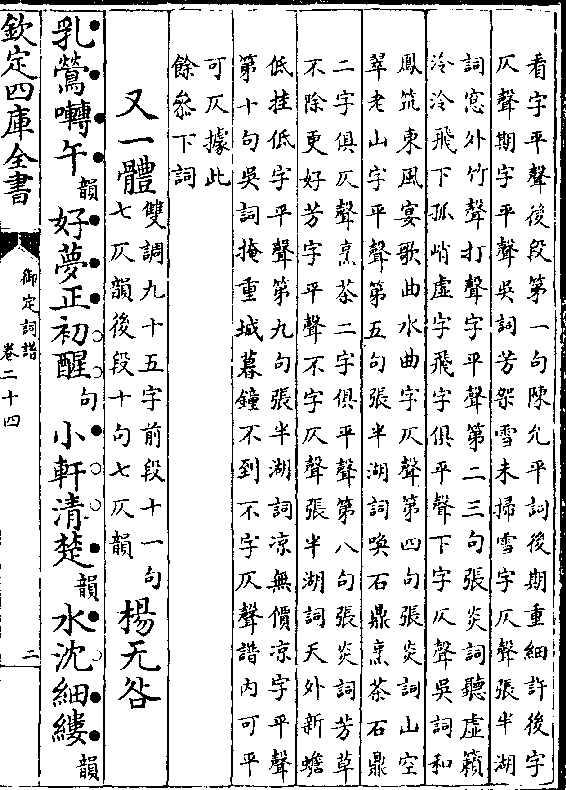 看字平聲後段第一句陳允平詞後期重細許後字
仄聲期字平聲吳詞芳架雪未掃雪字仄聲張半湖
詞窓外竹聲打聲字平聲第二三句張炎詞聽虛籟
泠泠飛下孤峭虛字飛字俱平聲下字仄聲吳詞和
鳳筑東風宴歌曲水曲字仄聲第四句張炎詞山空
翠老山字平聲第五句張半湖詞喚石鼎烹茶石鼎
二字俱仄聲烹茶二字俱平聲第八句張炎詞芳草
不除更好芳字平聲不字仄聲張半湖詞天外新蟾
低挂低字平聲第九句張半湖詞凉無價凉字平聲
第十句吳詞掩重城暮鐘不到不字仄聲譜內可平
可仄據此
餘叅下詞
又一體 雙調九十五字前段十一句
七仄韻後段十句七仄韻 楊无咎
乳鶯囀午韻好夢正初醒句小軒清楚韻水沈細縷韻
欽定四庫全書
御定詞譜
卷二十四
二